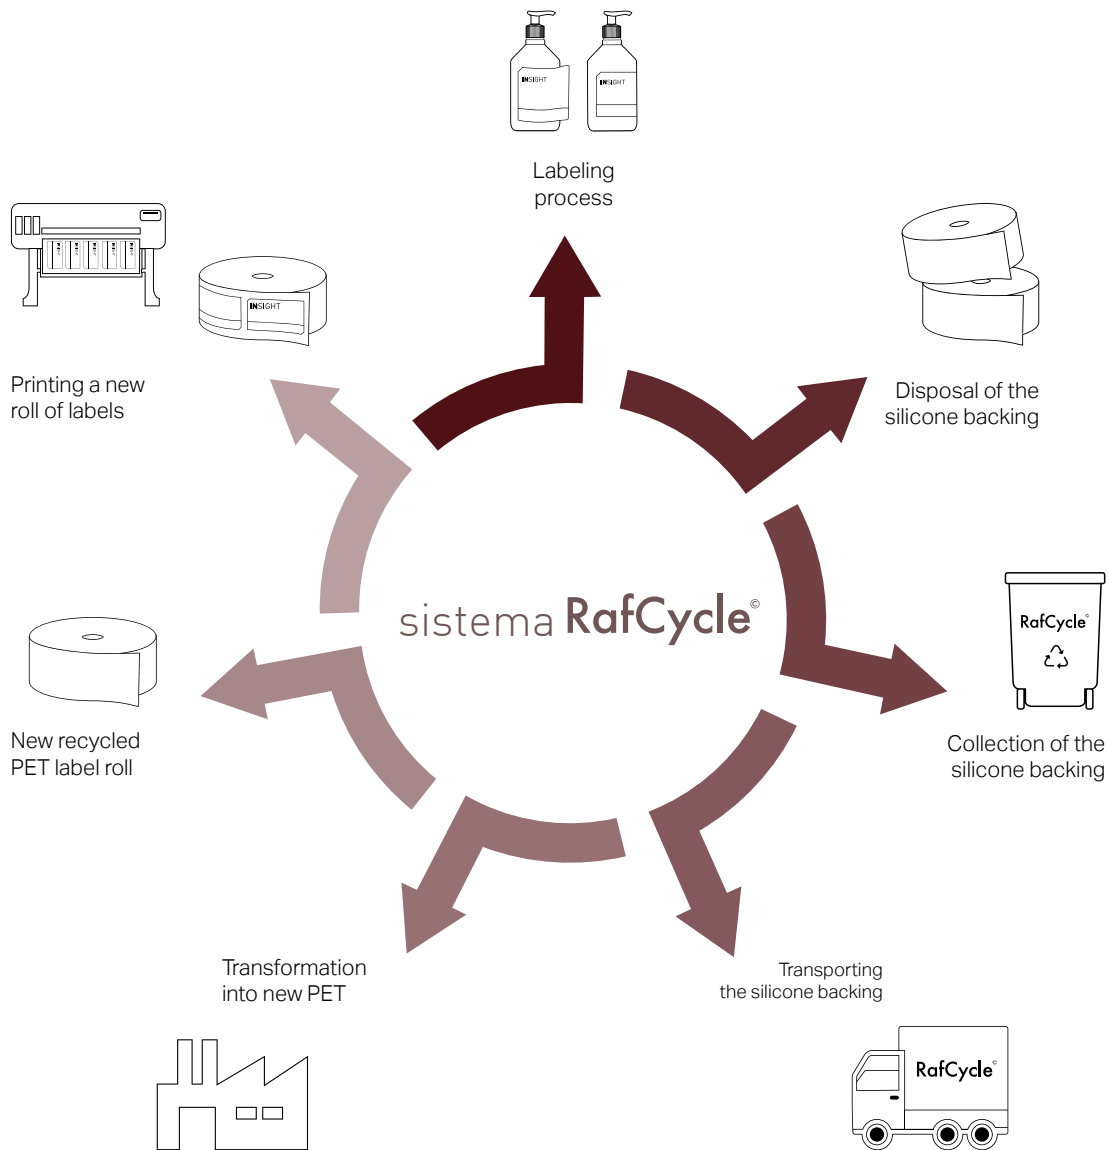 INSIGHT
INSIGHT
Labeling
process
INSIGHT
Printing a new
roll of labels
Disposal of the
silicone backing
sistema RafCycle©
RafCycle©
New recycled
PET label roll
Collection of the
silicone backing
Transformation
into new PET
Transporting
the silicone backing
RafCycle©